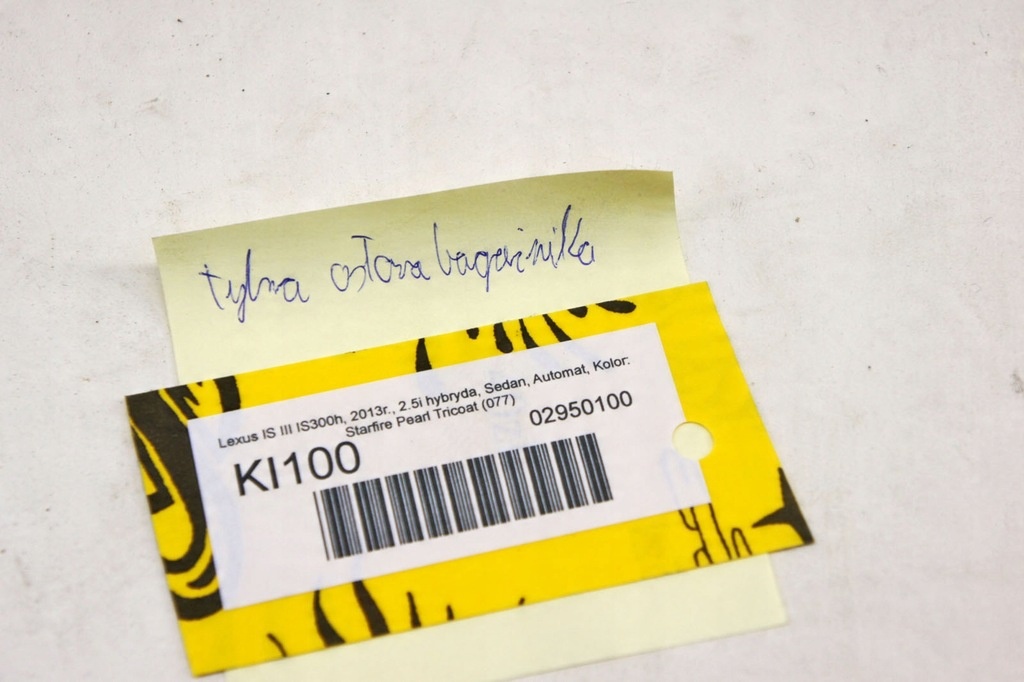 tylna osłona bagażnika
Lexus IS III IS300h, 2013r., 2.5i hybryda, Sedan, Automat, Kolor:
Starfire Pearl Tricoat (077)
02950100
KI100